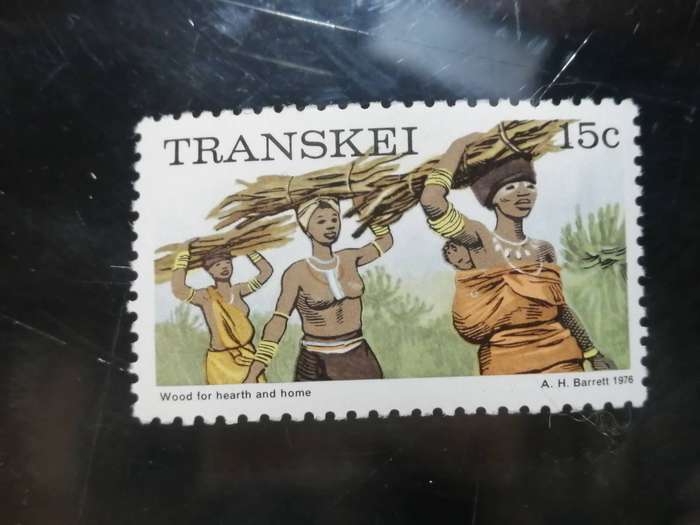 TRANSKEI 15c
Wood for hearth and home
A. H. Barrett 1976